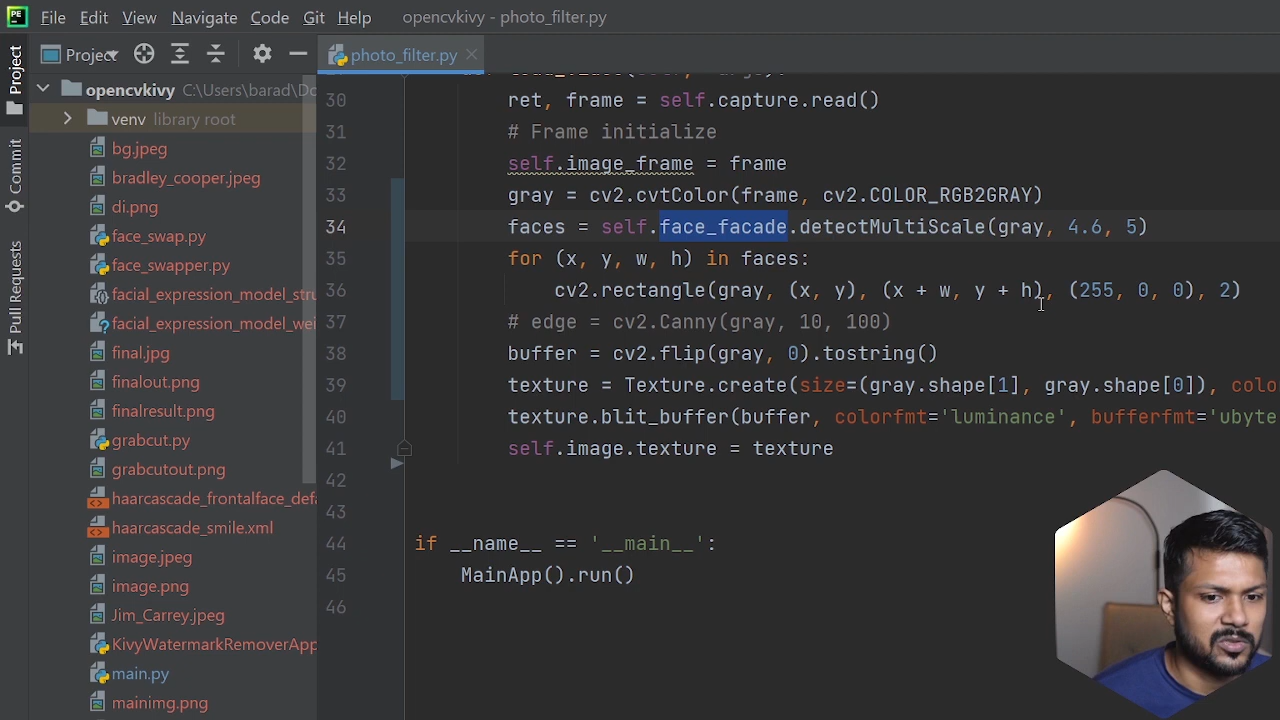 PE File Edit View Navigate Code Git Help opencvkivy - photo_filter.py
Project
photo_filter.py
Project
Commit
Pull Requests
opencvkivy C:\Users\barad\Do
venv library root
bg.jpeg
bradley_cooper.jpeg
di.png
face_swap.py
face_swapper.py
facial_expression_model_stru
facial_expression_model_wei
final.jpg
finalout.png
finalresult.png
grabcut.py
grabcutout.png
haarcascade_frontalface_defa
haarcascade_smile.xml
image.jpeg
image.png
Jim_Carrey.jpeg
KivyWatermarkRemoverApp
main.py
mainimg.png
30 ret, frame = self.capture.read()
31 # Frame initialize
32 self.image_frame = frame
33 gray = cv2.cvtColor(frame, cv2.COLOR_RGB2GRAY)
34 faces = self.face_facade.detectMultiScale(gray, 4.6, 5)
35 for (x, y, w, h) in faces:
36 cv2.rectangle(gray, (x, y), (x + w, y + h), (255, 0, 0), 2)
37 # edge = cv2.Canny(gray, 10, 100)
38 buffer = cv2.flip(gray, 0).tostring()
39 texture = Texture.create(size=(gray.shape[1], gray.shape[0]), colo
40 texture.blit_buffer(buffer, colorfmt='luminance', bufferfmt='ubyte
41 self.image.texture = texture
42
43
44 if __name__ == '__main__':
45 MainApp().run()
46